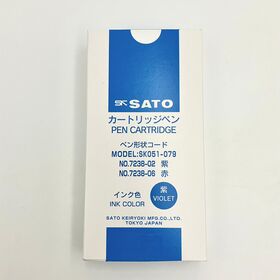 SK SATO
カートリッジペン
PEN CARTRIDGE
ペン形状コード
MODEL:SK051-079
NO.7238-02 紫
NO.7238-06 赤
インク色
INK COLOR
紫
VIOLET
SATO KEIRYOKI MFG.CO.,LTD.
TOKYO JAPAN